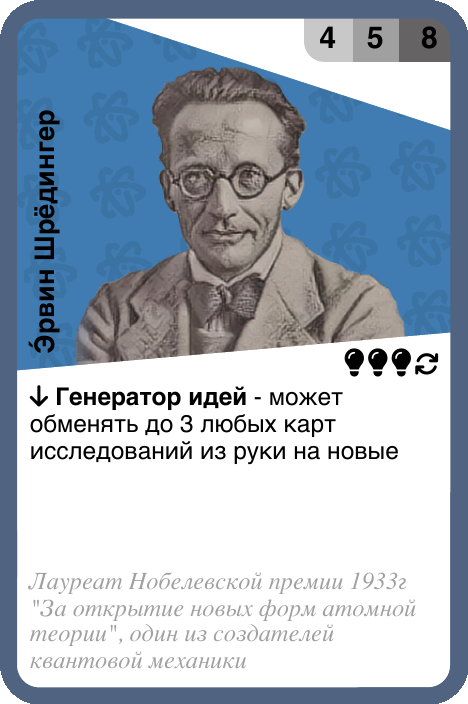 4 5 8
Э́рвин Шрёдингер
Генератор идей - может
обменять до 3 любых карт
исследований из руки на новые
Лауреат Нобелевской премии 1933г
"За открытие новых форм атомной
теории", один из создателей
квантовой механики